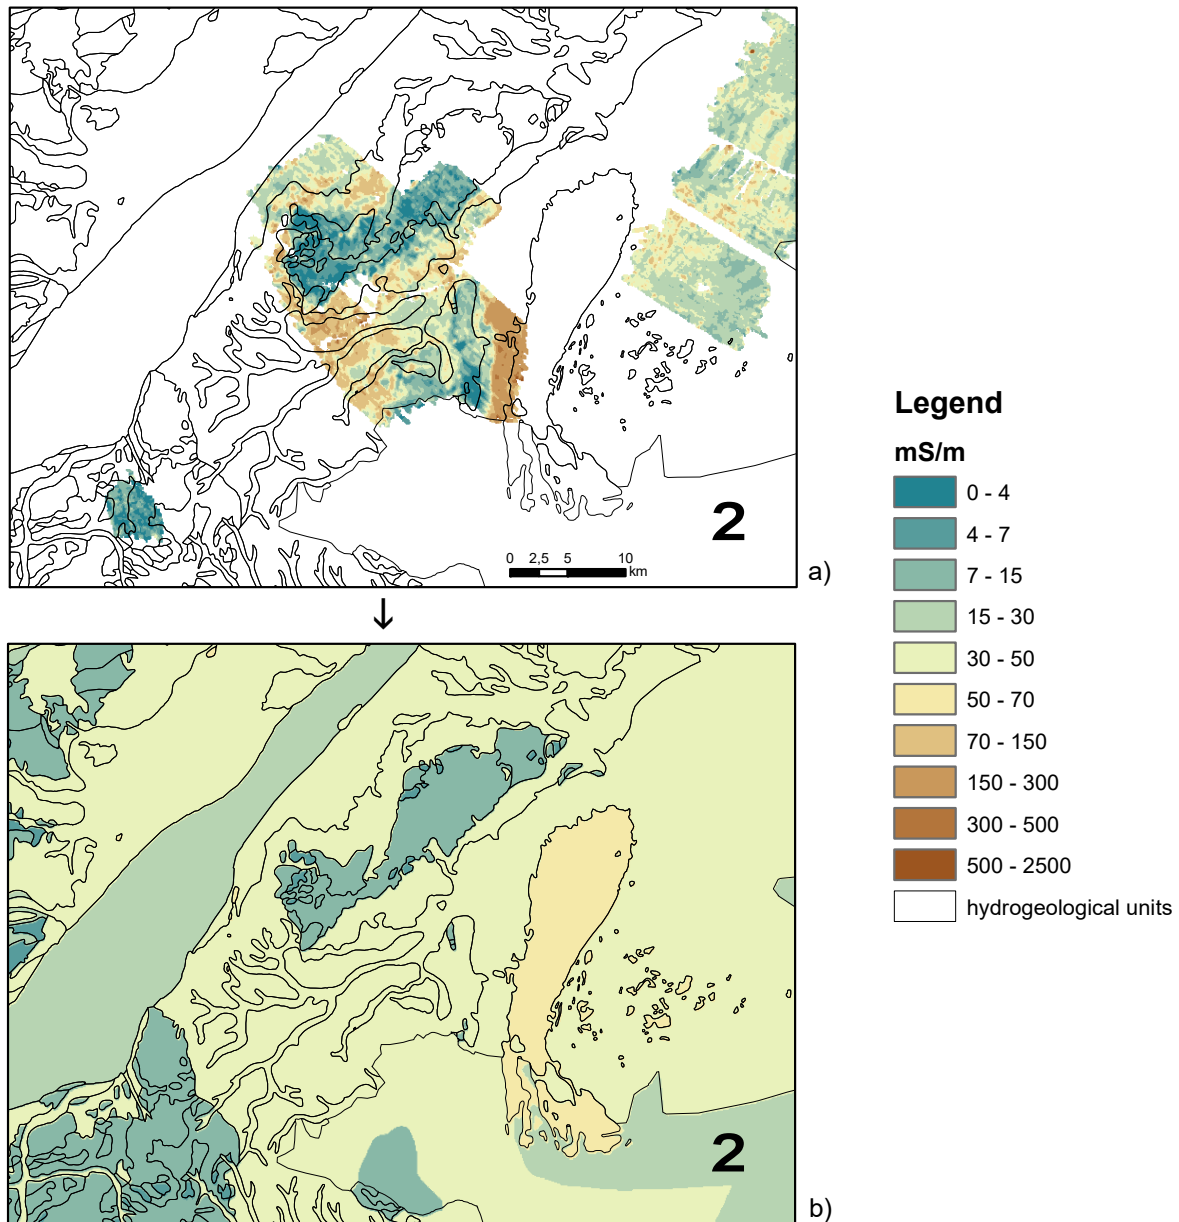 2
0 2,5 5 10
km
a)
↓
2
b)
Legend
mS/m
0 - 4
4 - 7
7 - 15
15 - 30
30 - 50
50 - 70
70 - 150
150 - 300
300 - 500
500 - 2500
hydrogeological units